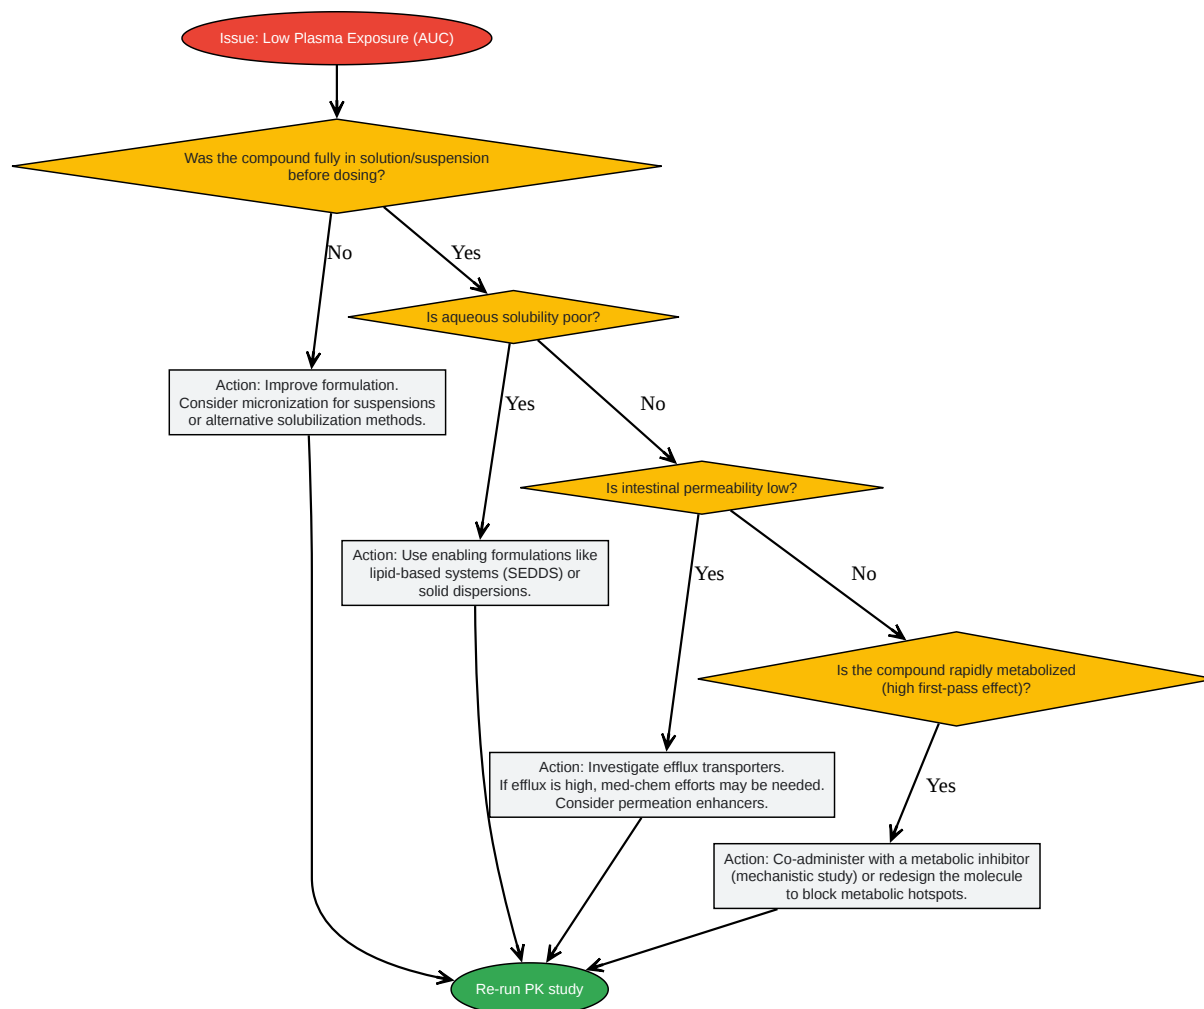 Issue: Low Plasma Exposure (AUC)
Was the compound fully in solution/suspension
before dosing?
No
Yes
Is aqueous solubility poor?
Action: Improve formulation.
Consider micronization for suspensions
or alternative solubilization methods.
Yes
No
Is intestinal permeability low?
Action: Use enabling formulations like
lipid-based systems (SEDDS) or
solid dispersions.
Yes
No
Is the compound rapidly metabolized
(high first-pass effect)?
Action: Investigate efflux transporters.
If efflux is high, med-chem efforts may be needed.
Consider permeation enhancers.
Yes
Action: Co-administer with a metabolic inhibitor
(mechanistic study) or redesign the molecule
to block metabolic hotspots.
Re-run PK study